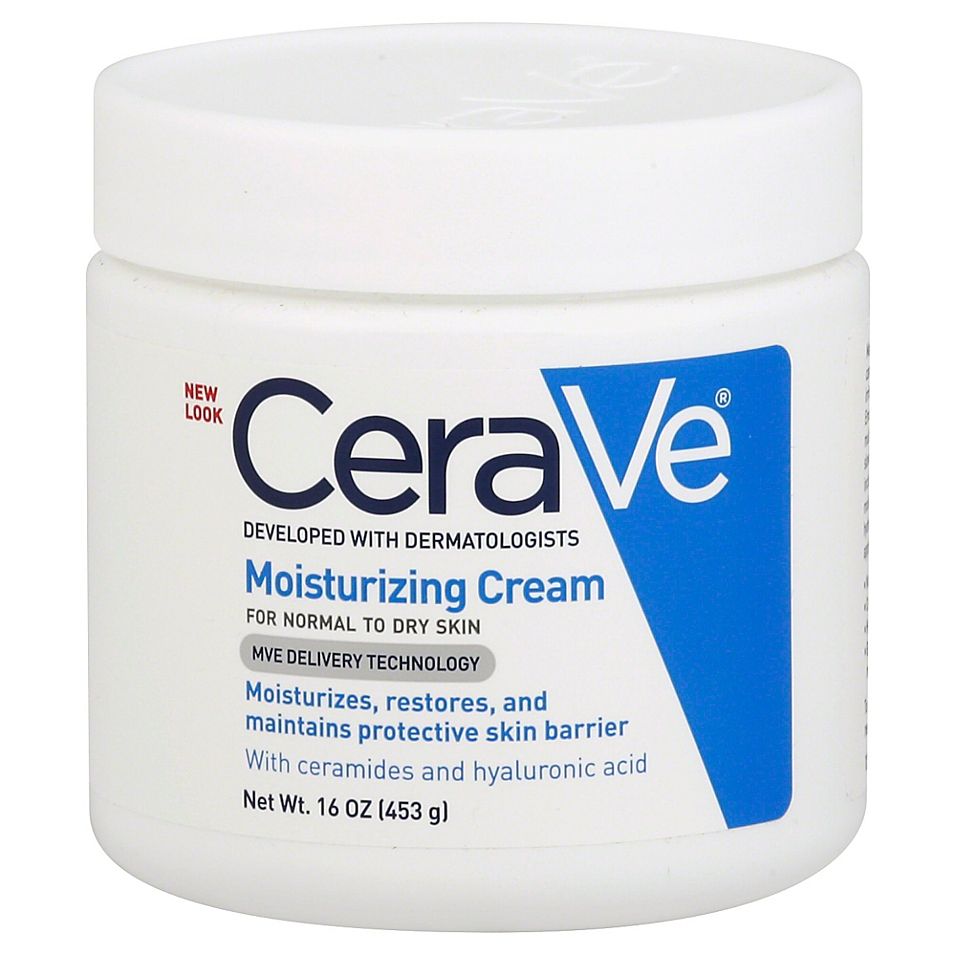 NEW
LOOK
CeraVe®
DEVELOPED WITH DERMATOLOGISTS
Moisturizing Cream
FOR NORMAL TO DRY SKIN
MVE DELIVERY TECHNOLOGY
Moisturizes, restores, and
maintains protective skin barrier
With ceramides and hyaluronic acid
Net Wt. 16 OZ (453 g)